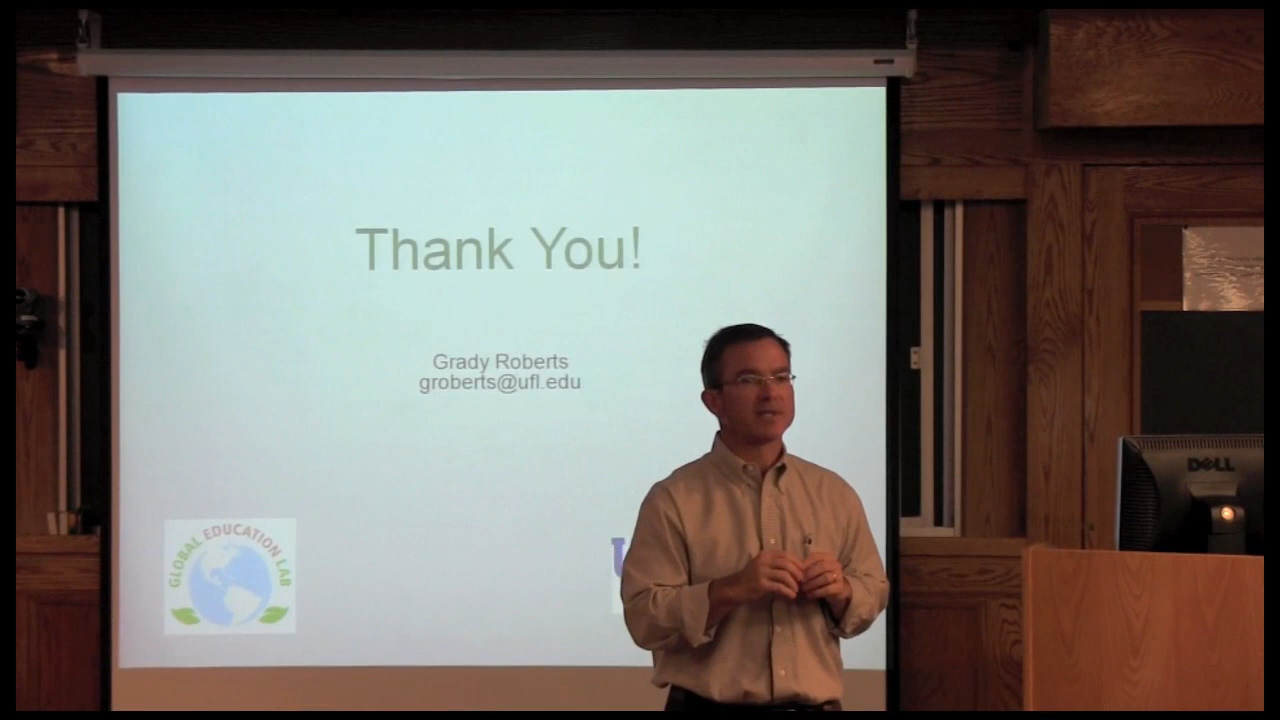 Thank You!
Grady Roberts
groberts@ufl.edu
GLOBAL EDUCATION LAB
DELL